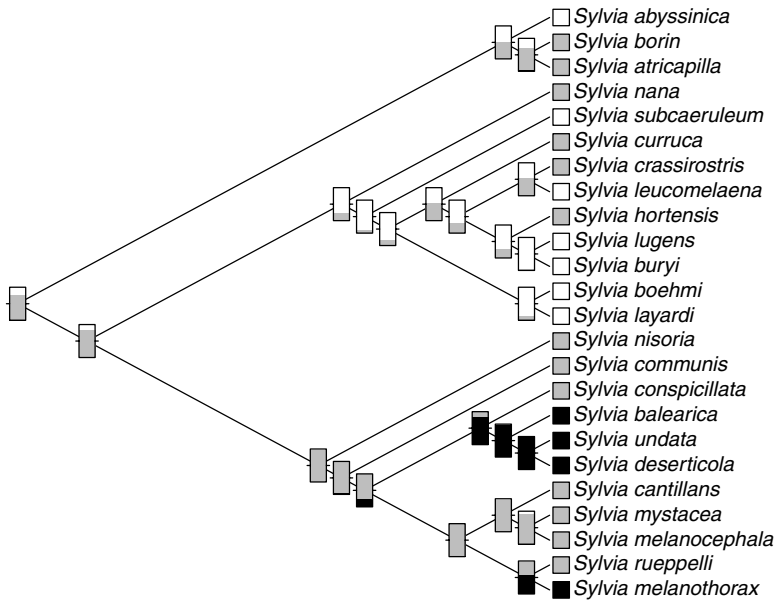 Sylvia abyssinica
Sylvia borin
Sylvia atricapilla
Sylvia nana
Sylvia subcaeruleum
Sylvia curruca
Sylvia crassirostris
Sylvia leucomelaena
Sylvia hortensis
Sylvia lugens
Sylvia buryi
Sylvia boehmi
Sylvia layardi
Sylvia nisoria
Sylvia communis
Sylvia conspicillata
Sylvia balearica
Sylvia undata
Sylvia deserticola
Sylvia cantillans
Sylvia mystacea
Sylvia melanocephala
Sylvia rueppelli
Sylvia melanothorax